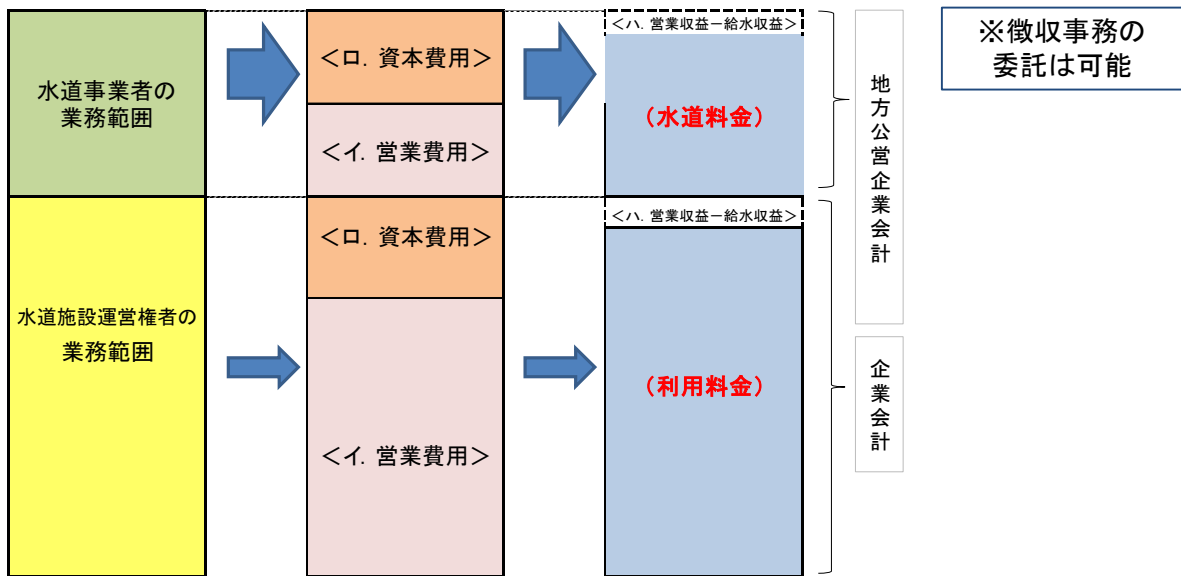 水道事業者の
業務範囲
＜ロ. 資本費用＞
＜イ. 営業費用＞
＜ハ. 営業収益－給水収益＞
（水道料金）
地方公営企業会計
※徴収事務の
委託は可能
水道施設運営権者の
業務範囲
＜ロ. 資本費用＞
＜イ. 営業費用＞
＜ハ. 営業収益－給水収益＞
（利用料金）
企業会計